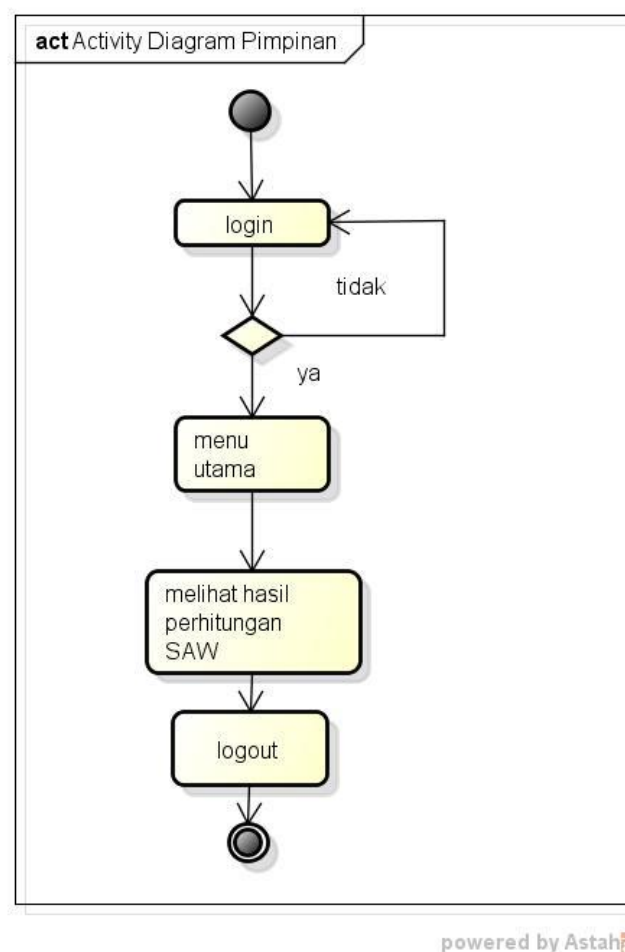 act Activity Diagram Pimpinan
login
tidak
ya
menu
utama
melihat hasil
perhitungan
SAW
logout
powered by Astah